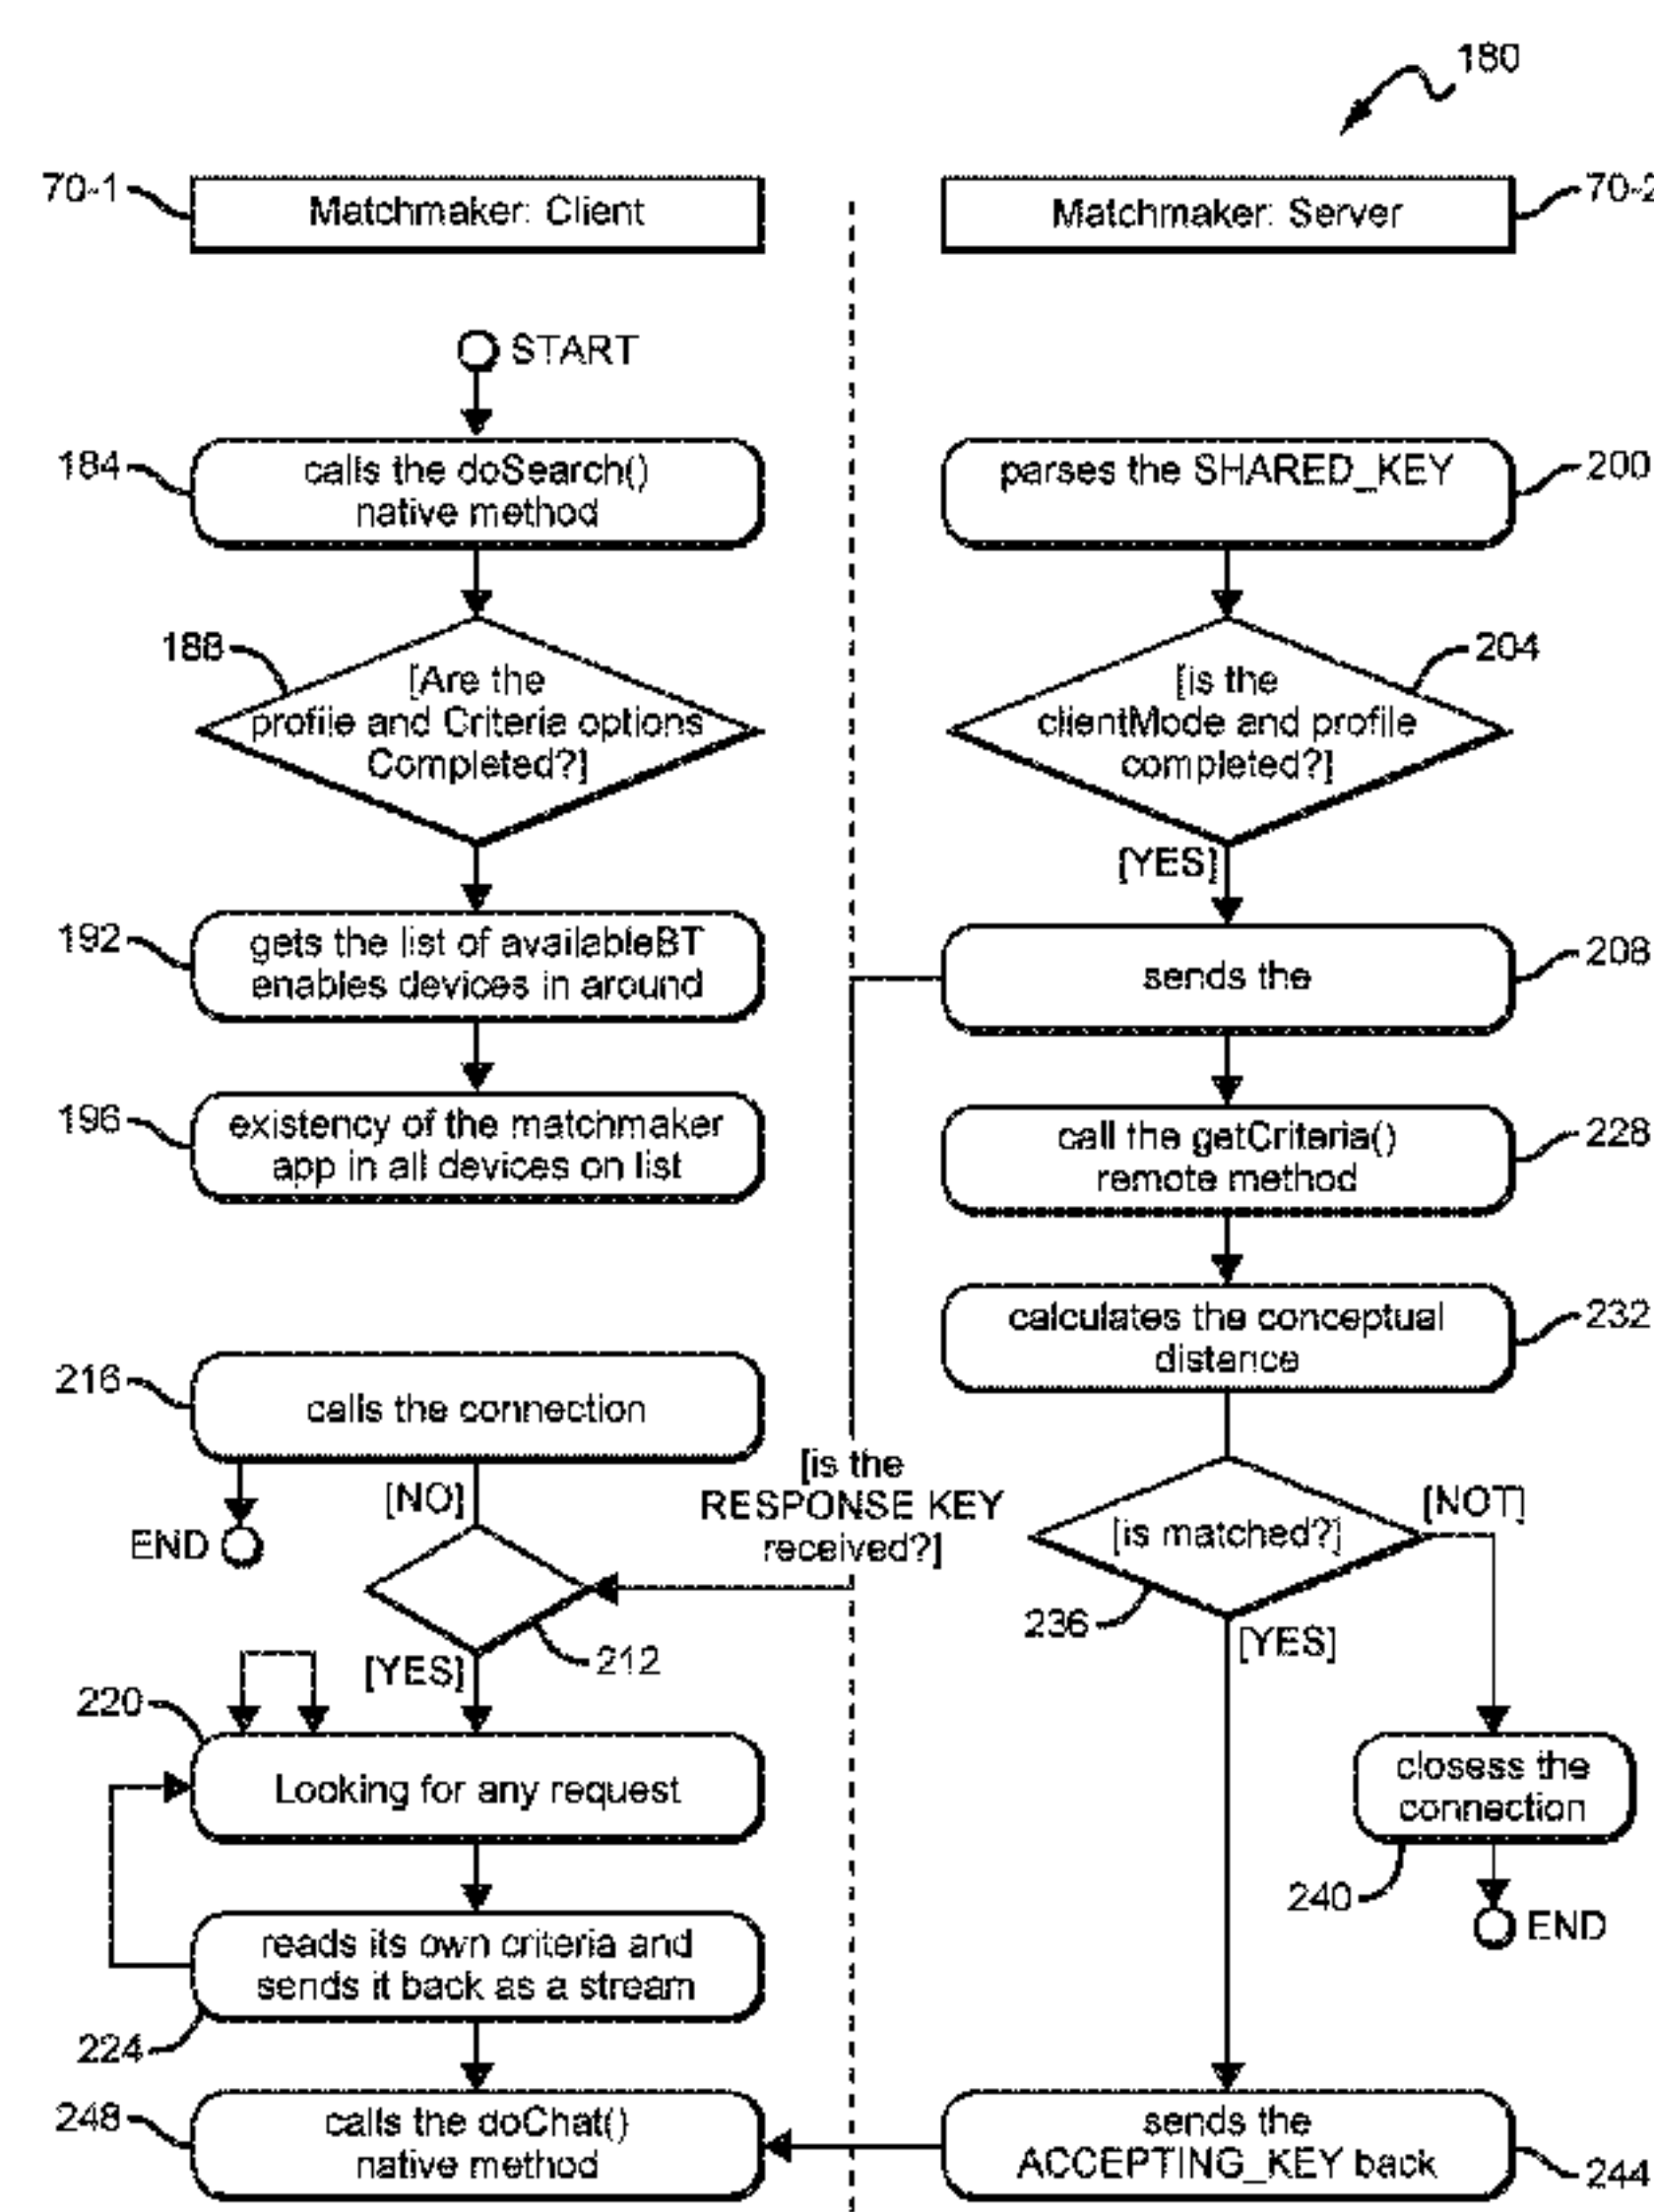 180
70-1
Matchmaker: Client
Matchmaker: Server
70-2
START
184
calls the doSearch()
native method
parses the SHARED_KEY
200
188
[Are the
profile and Criteria options
Completed?]
[is the
clientMode and profile
completed?]
204
[YES]
192
gets the list of availableBT
enables devices in around
sends the
208
196
existency of the matchmaker
app in all devices on list
call the getCriteria()
remote method
228
calculates the conceptual
distance
232
216
calls the connection
[NO]
END
[is the
RESPONSE KEY
received?]
[is matched?]
[NOT]
236
[YES]
212
[YES]
220
Looking for any request
closess the
connection
240
END
reads its own criteria and
sends it back as a stream
224
248
calls the doChat()
native method
sends the
ACCEPTING_KEY back
244